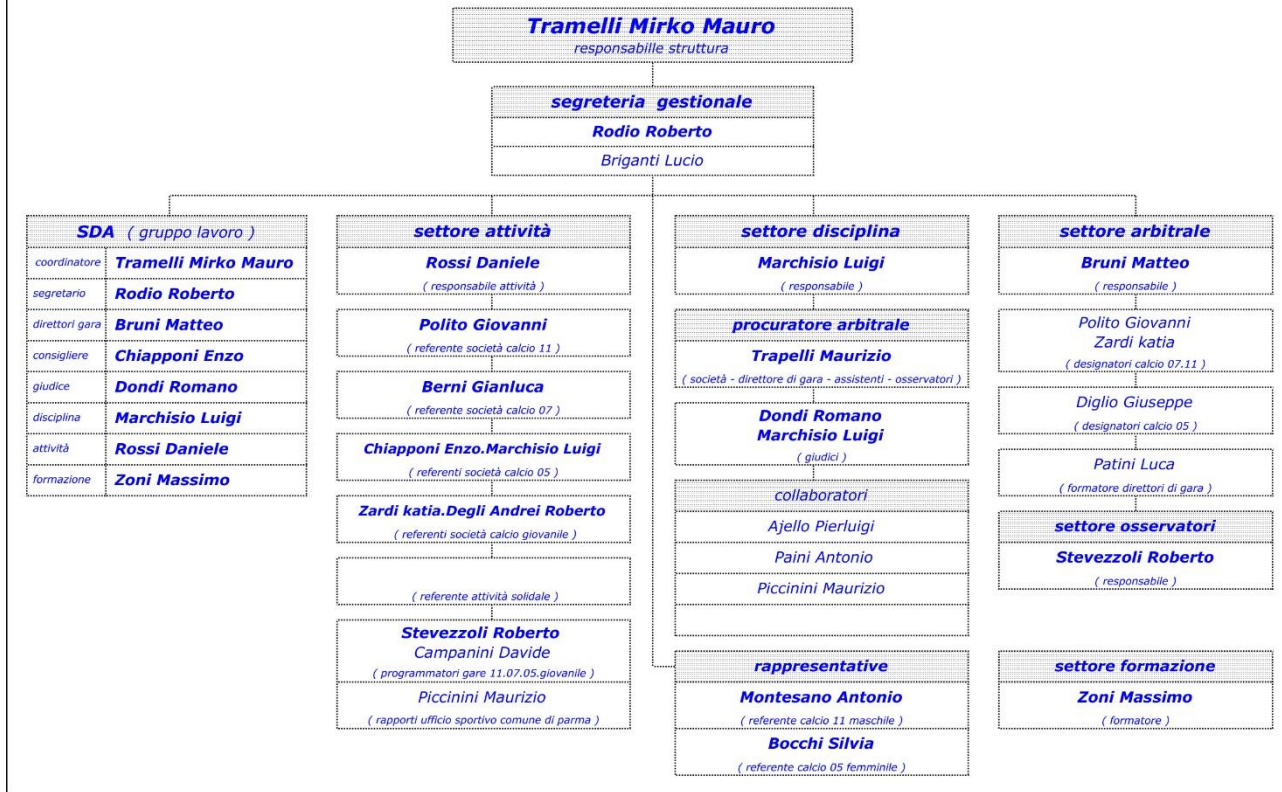 Tramelli Mirko Mauro
responsabille struttura
segreteria gestionale
Rodio Roberto
Briganti Lucio
SDA ( gruppo lavoro )
coordinatore Tramelli Mirko Mauro
segretario Rodio Roberto
direttori gara Bruni Matteo
consigliere Chiapponi Enzo
giudice Dondi Romano
disciplina Marchisio Luigi
attività Rossi Daniele
formazione Zoni Massimo
settore attività
Rossi Daniele
( responsabile attività )
Polito Giovanni
( referente società calcio 11 )
Berni Gianluca
( referente società calcio 07 )
Chiapponi Enzo.Marchisio Luigi
( referenti società calcio 05 )
Zardi katia.Degli Andrei Roberto
( referenti società calcio giovanile )
( referente attività solidale )
Stevezzoli Roberto
Campanini Davide
( programmatori gare 11.07.05.giovanile )
Piccinini Maurizio
( rapporti ufficio sportivo comune di parma )
settore disciplina
Marchisio Luigi
( responsabile )
procuratore arbitrale
Trapelli Maurizio
( società - direttore di gara - assistenti - osservatori )
Dondi Romano
Marchisio Luigi
( giudici )
collaboratori
Ajello Pierluigi
Paini Antonio
Piccinini Maurizio
rappresentative
Montesano Antonio
( referente calcio 11 maschile )
Bocchi Silvia
( referente calcio 05 femminile )
settore arbitrale
Bruni Matteo
( responsabile )
Polito Giovanni
Zardi katia
( designatori calcio 07.11 )
Diglio Giuseppe
( designatori calcio 05 )
Patini Luca
( formatore direttori di gara )
settore osservatori
Stevezzoli Roberto
( responsabile )
settore formazione
Zoni Massimo
( formatore )